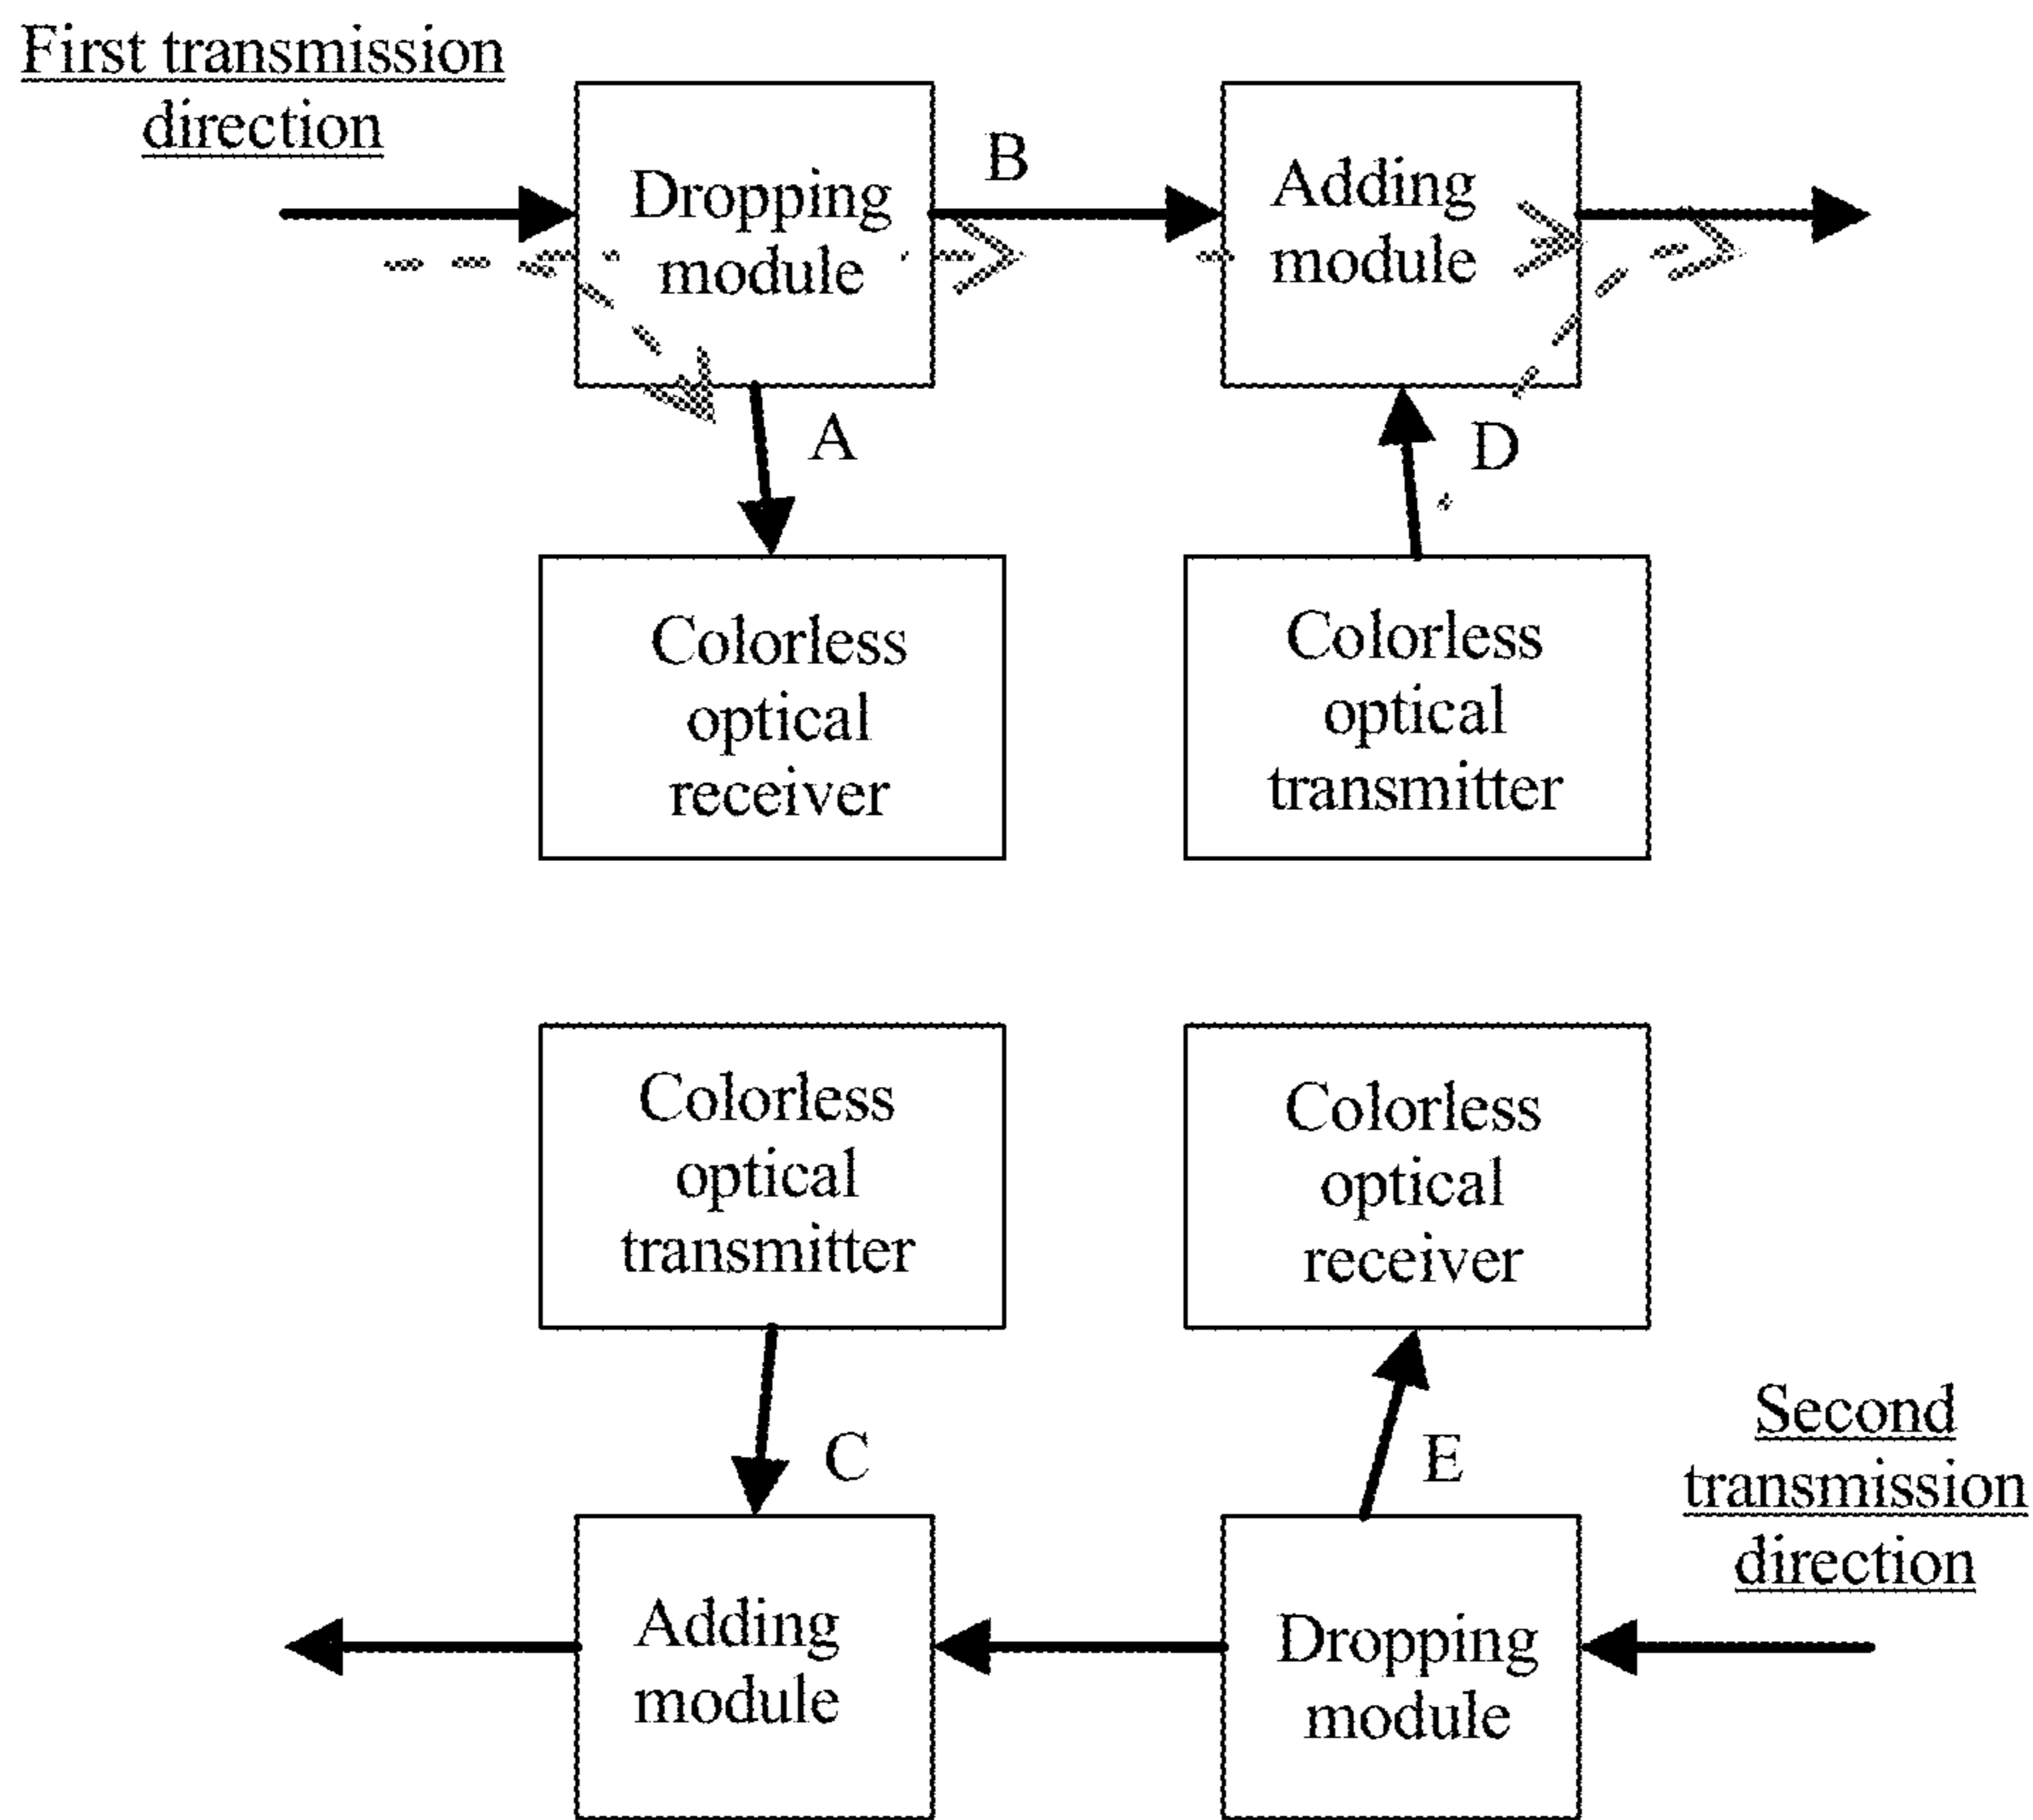 First transmission
direction
Dropping
module
B
Adding
module
A
D
Colorless
optical
receiver
Colorless
optical
transmitter
Colorless
optical
transmitter
Colorless
optical
receiver
C
E
Second
transmission
direction
Adding
module
Dropping
module